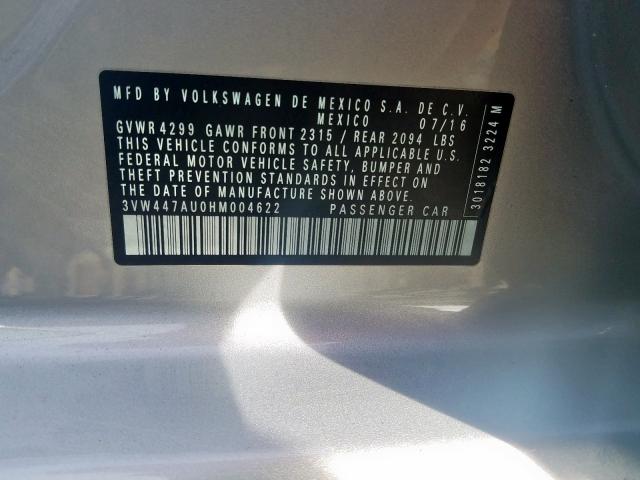 MFD BY VOLKSWAGEN DE MEXICO S.A. DE C.V.
MEXICO 07/16
GVWR 4299 GAWR FRONT 2315 / REAR 2094 LBS
THIS VEHICLE CONFORMS TO ALL APPLICABLE U.S.
FEDERAL MOTOR VEHICLE SAFETY, BUMPER AND
THEFT PREVENTION STANDARDS IN EFFECT ON
THE DATE OF MANUFACTURE SHOWN ABOVE.
3VW447AU0HM004622 PASSENGER CAR
3018182 3224 M